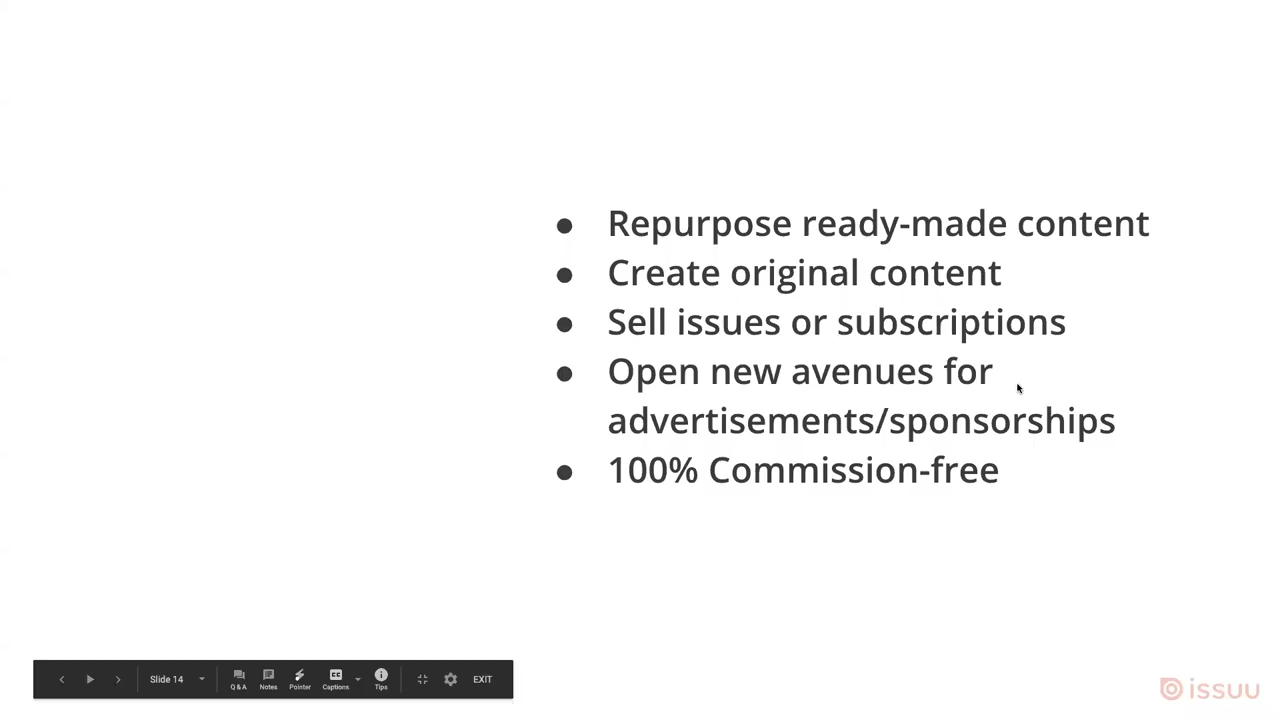 ● Repurpose ready-made content
● Create original content
● Sell issues or subscriptions
● Open new avenues for
advertisements/sponsorships
● 100% Commission-free
Slide 14
Q & A
Notes
Pointer
CC
Captions
Tips
EXIT
issuu